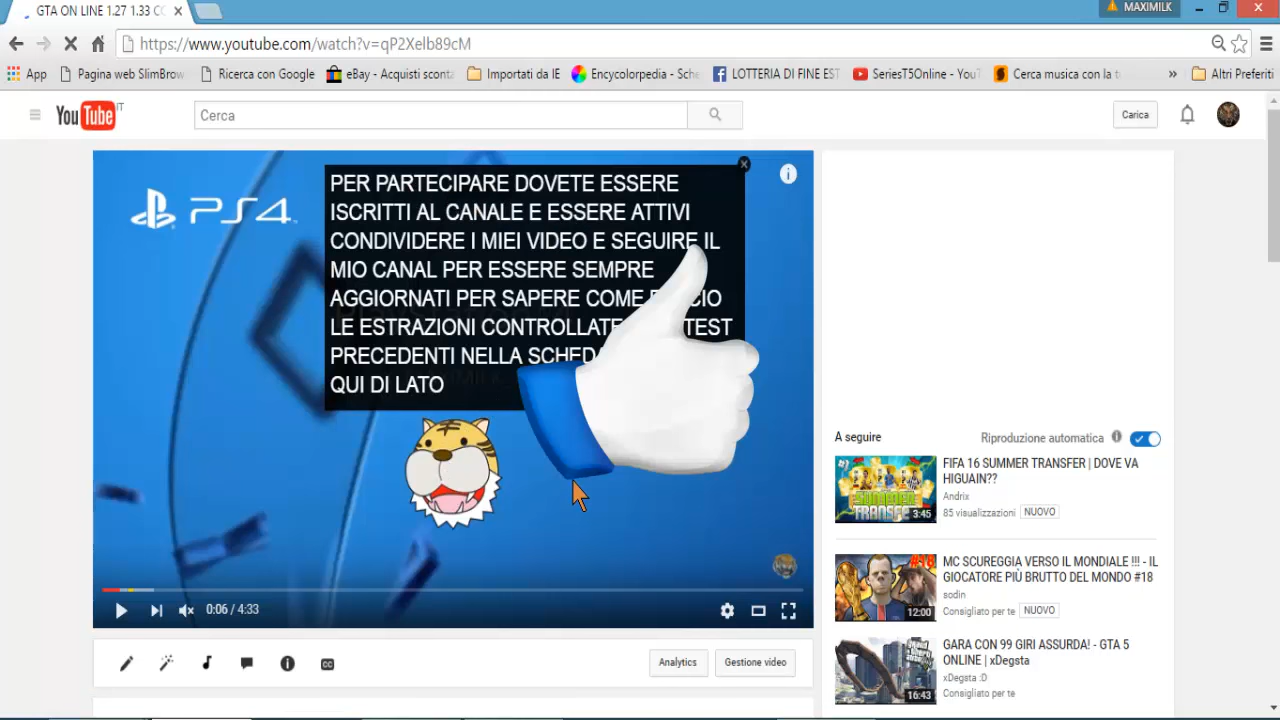 GTA ON LINE 1.27 1.33 CO
MAXIMILK
https://www.youtube.com/watch?v=qP2Xelb89cM
App
Pagina web SlimBrow
Ricerca con Google
eBay - Acquisti sconta
Importati da IE
Encycolorpedia - Sche
LOTTERIA DI FINE EST
SeriesT5Online - YouT
Cerca musica con la t
»
Altri Preferiti
YouTube IT
Cerca
Carica
PS4
PER PARTECIPARE DOVETE ESSERE
ISCRITTI AL CANALE E ESSERE ATTIVI
CONDIVIDERE I MIEI VIDEO E SEGUIRE IL
MIO CANAL PER ESSERE SEMPRE
AGGIORNATI PER SAPERE COME
LE ESTRAZIONI CONTROLLATE
PRECEDENTI NELLA
QUI DI LATO
0:06 / 4:33
Analytics
Gestione video
A seguire
Riproduzione automatica
FIFA 16 SUMMER TRANSFER | DOVE VA
HIGUAIN??
Andrix
85 visualizzazioni
NUOVO
SUMMER
TRANSFE
3:45
MC SCUREGGIA VERSO IL MONDIALE !!! - IL
GIOCATORE PIÙ BRUTTO DEL MONDO #18
sodin
Consigliato per te
NUOVO
#18
12:00
GARA CON 99 GIRI ASSURDA! - GTA 5
ONLINE | xDegsta
xDegsta :D
Consigliato per te
16:43